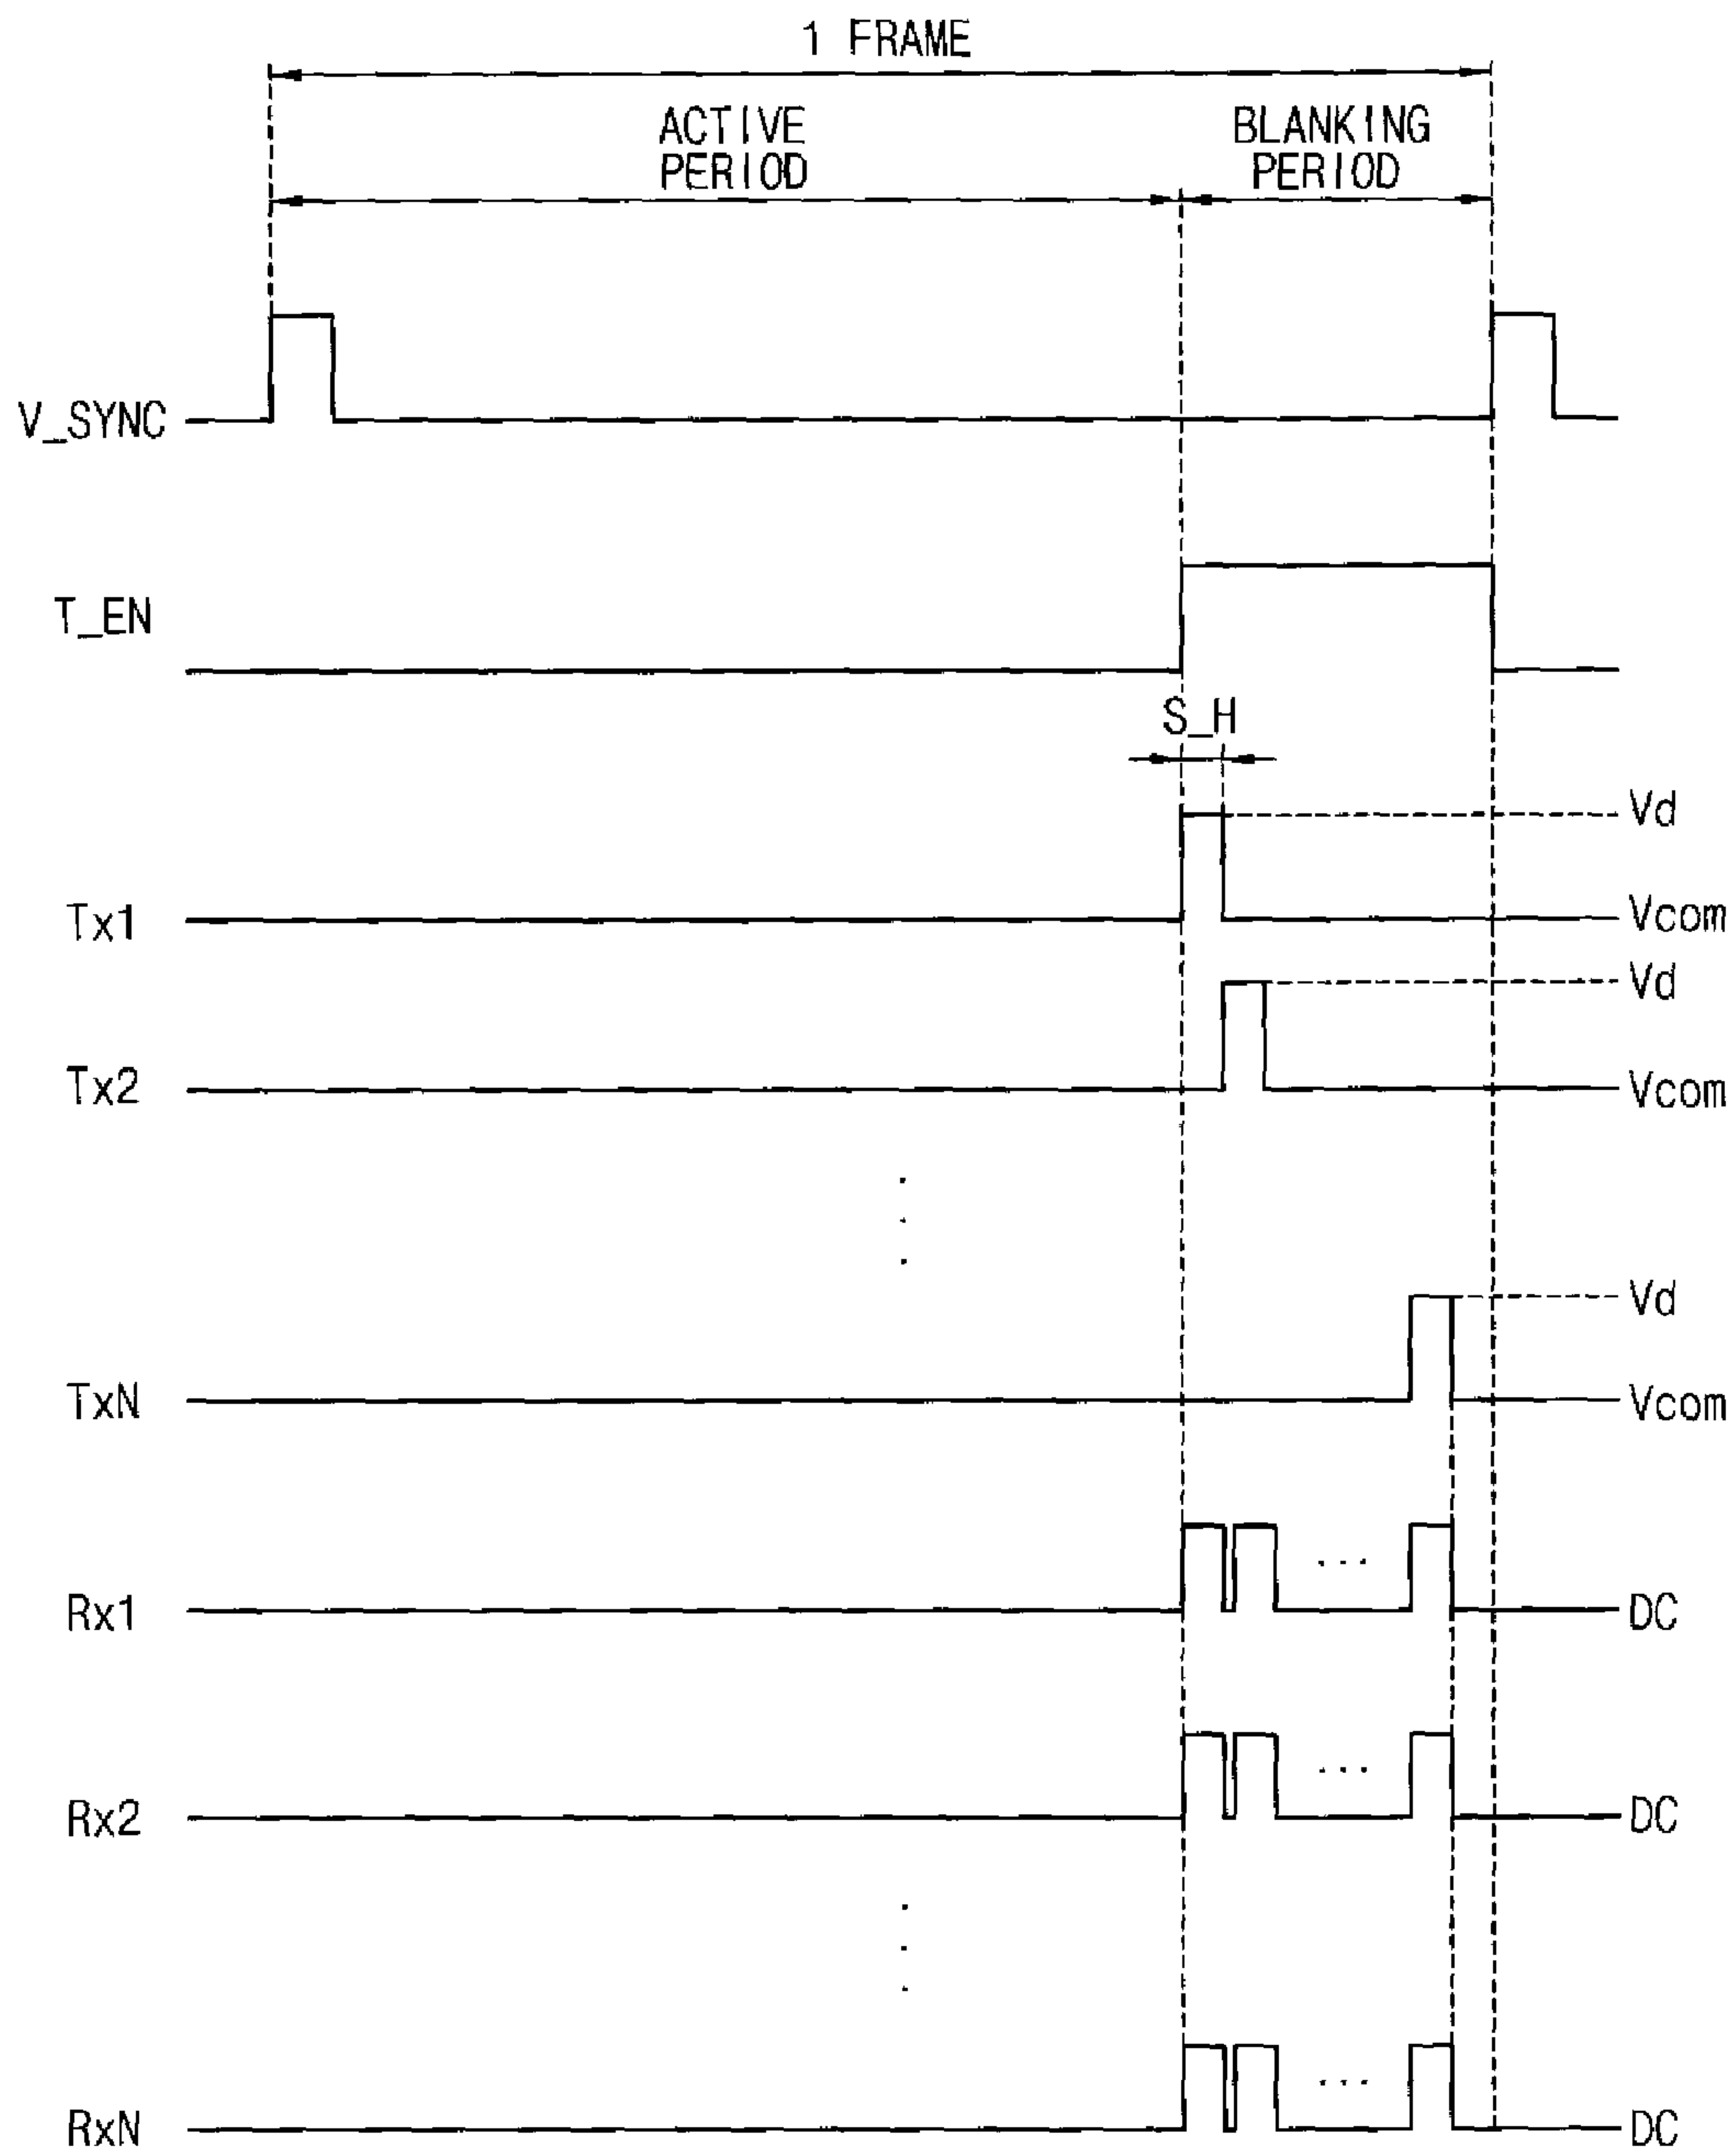 1 FRAME
ACTIVE PERIOD
BLANKING PERIOD
V_SYNC
T_EN
S_H
Vd
Tx1
Vcom
Vd
Tx2
Vcom
Vd
TxN
Vcom
...
Rx1
DC
...
Rx2
DC
...
RxN
DC